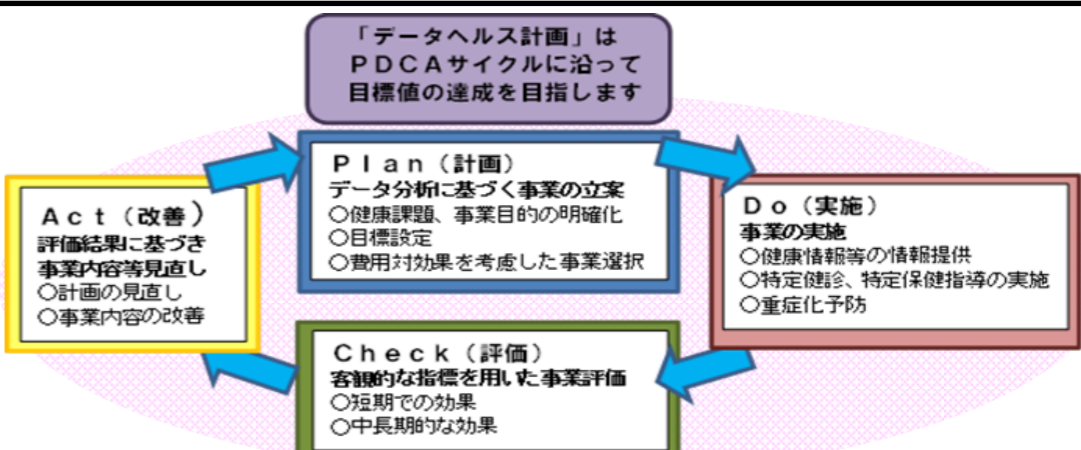 「データヘルス計画」は
ＰＤＣＡサイクルに沿って
目標値の達成を目指します
Ｐｌａｎ（計画）
データ分析に基づく事業の立案
○健康課題、事業目的の明確化
○目標設定
○費用対効果を考慮した事業選択
Ｄｏ（実施）
事業の実施
○健康情報等の情報提供
○特定健診、特定保健指導の実施
○重症化予防
Ｃｈｅｃｋ（評価）
客観的な指標を用いた事業評価
○短期での効果
○中長期的な効果
Ａｃｔ（改善）
評価結果に基づき
事業内容等見直し
○計画の見直し
○事業内容の改善